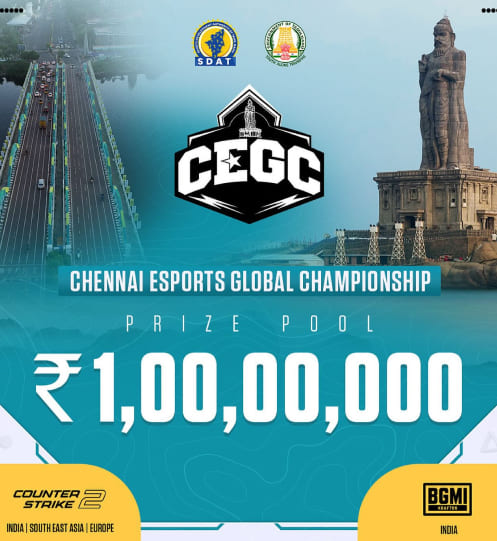 SDAT
CEGC
CHENNAI ESPORTS GLOBAL CHAMPIONSHIP
PRIZE POOL
₹1,00,00,000
COUNTER
STRIKE 2
INDIA | SOUTH EAST ASIA | EUROPE
BGMI
KRAFTON
INDIA